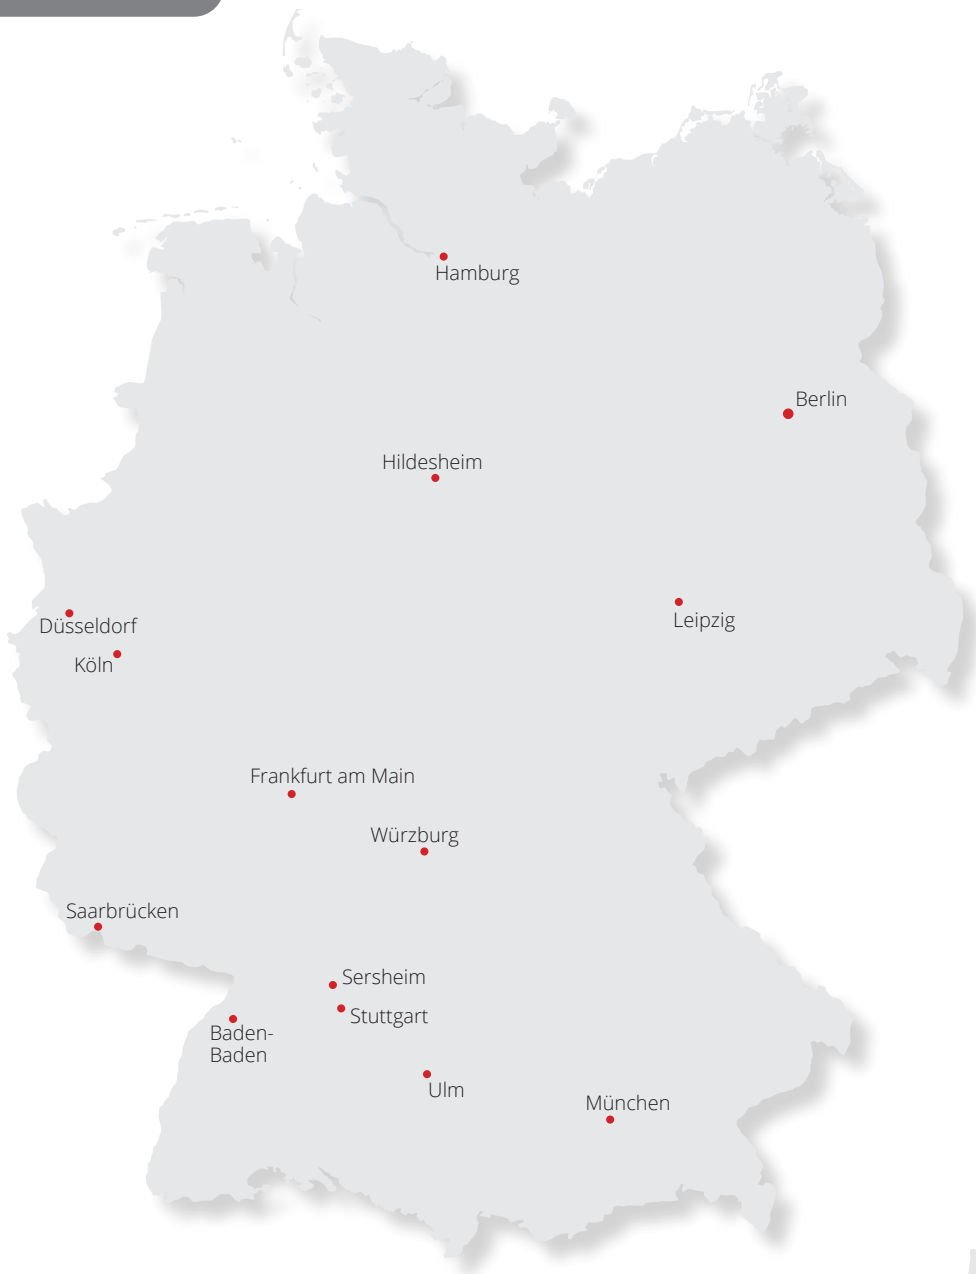 Hamburg
Berlin
Hildesheim
Leipzig
Düsseldorf
Köln
Frankfurt am Main
Würzburg
Saarbrücken
Sersheim
Stuttgart
Baden-
Baden
Ulm
München